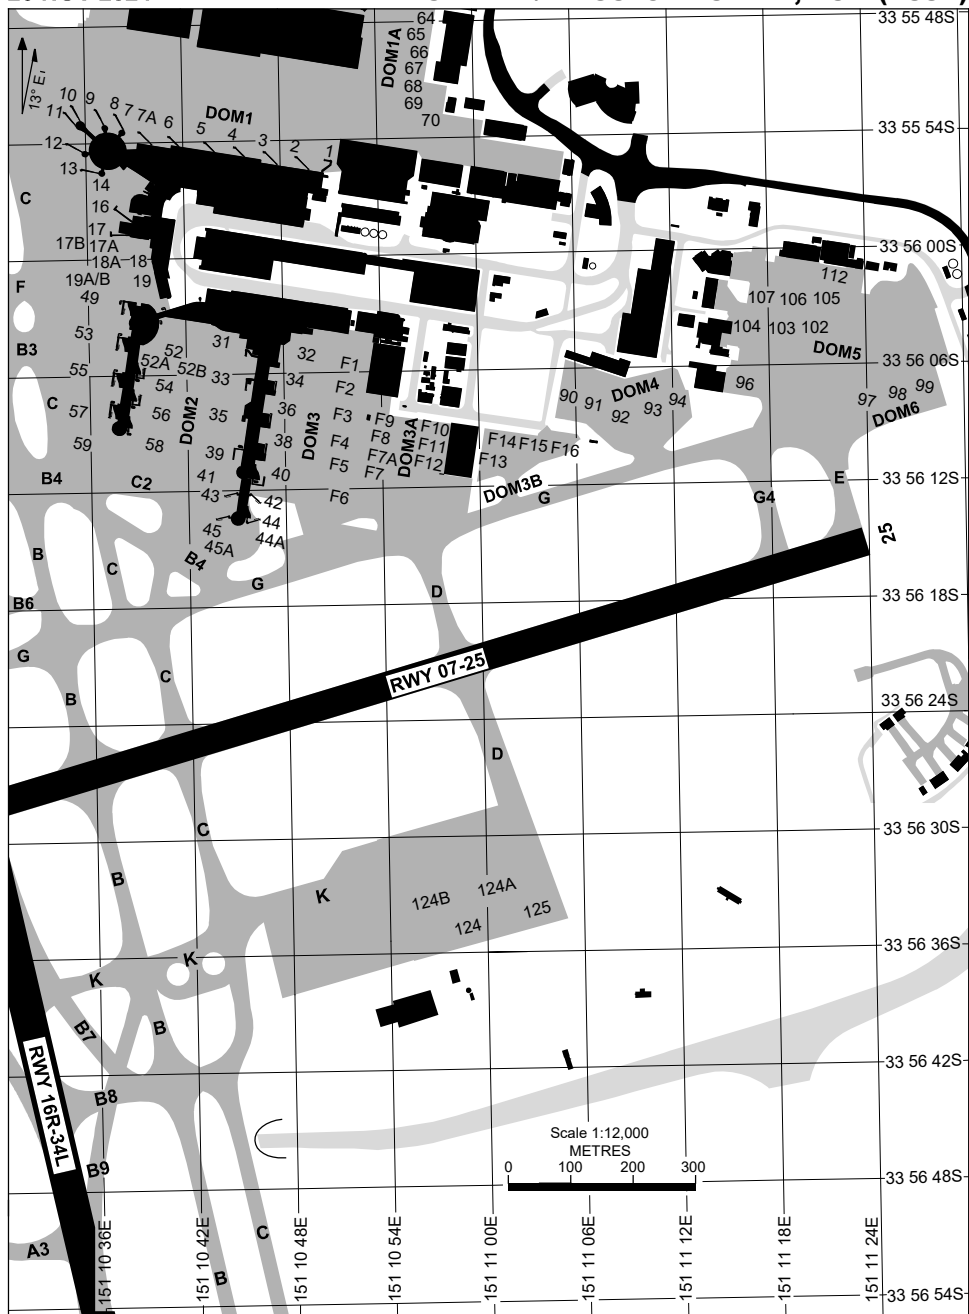 64
65
66
67
68
69
70
DOM1A
33 55 48S
13° E
10
9
8
7
7A
6
DOM1
5
4
3
2
1
11
12
13
14
33 55 54S
C
16
17
17B
17A
18A
18
19A/B
19
49
33 56 00S
112
107
106
105
104
103
102
DOM5
F
53
B3
52
52A
52B
31
32
F1
33 56 06S
55
54
33
34
F2
DOM4
96
C
57
56
DOM2
35
36
DOM3
F3
F9
90
91
92
93
94
97
98
99
DOM6
59
58
39
38
F4
F8
DOM3A
F10
F11
F12
F14
F15
F16
F5
F7A
F7
F13
B4
C2
41
40
43
42
F6
DOM3B
G
G4
E
33 56 12S
45
44
45A
44A
B
C
B4
G
D
25
B6
33 56 18S
G
C
B
RWY 07-25
33 56 24S
D
C
33 56 30S
B
K
124B
124A
124
125
K
K
33 56 36S
B7
B
RWY 16R-34L
B8
33 56 42S
B9
Scale 1:12,000
METRES
0
100
200
300
33 56 48S
A3
C
B
151 10 36E
151 10 42E
151 10 48E
151 10 54E
151 11 00E
151 11 06E
151 11 12E
151 11 18E
151 11 24E
33 56 54S